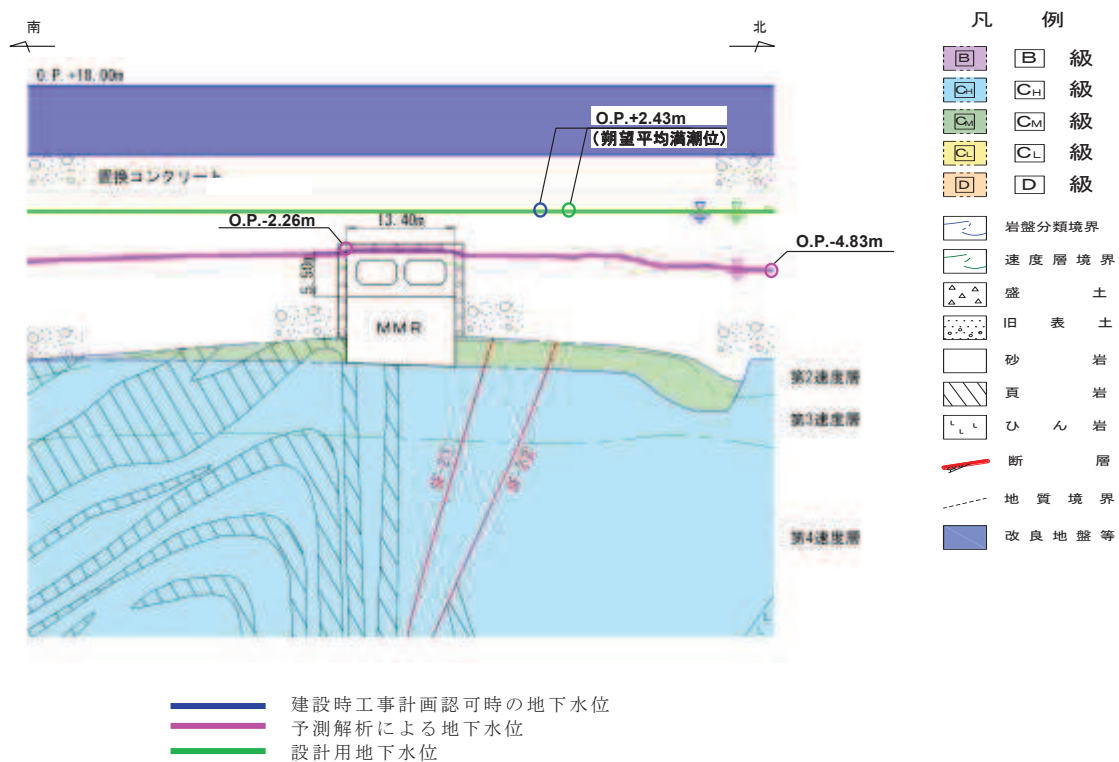 南
北
O.P.+18.00m
O.P.+2.43m
(朔望平均満潮位)
置換コンクリート
O.P.-2.26m
13.40m
O.P.-4.83m
5.50m
MMR
第2速度層
第3速度層
第4速度層
凡 例
B B 級
CH CH 級
CM CM 級
CL CL 級
D D 級
岩盤分類境界
速度層境界
盛 土
旧 表 土
砂 岩
頁 岩
ひ ん 岩
断 層
地 質 境 界
改 良 地 盤 等
建設時工事計画認可時の地下水位
予測解析による地下水位
設計用地下水位